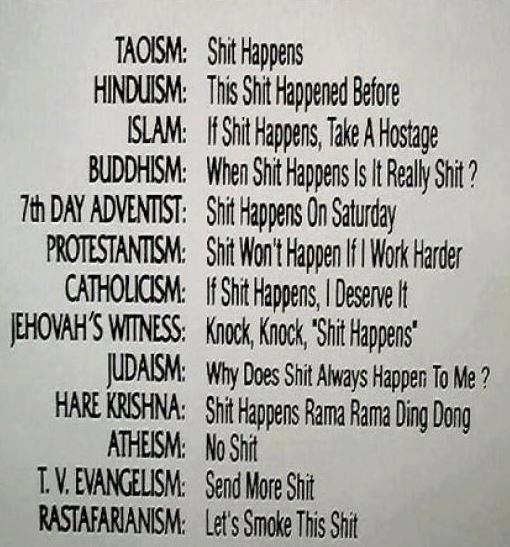 TAOISM: Shit Happens
HINDUISM: This Shit Happened Before
ISLAM: If Shit Happens, Take A Hostage
BUDDHISM: When Shit Happens Is It Really Shit ?
7th DAY ADVENTIST: Shit Happens On Saturday
PROTESTANTISM: Shit Won't Happen If I Work Harder
CATHOLICISM: If Shit Happens, I Deserve It
JEHOVAH'S WITNESS: Knock, Knock, "Shit Happens"
JUDAISM: Why Does Shit Always Happen To Me ?
HARE KRISHNA: Shit Happens Rama Rama Ding Dong
ATHEISM: No Shit
T. V. EVANGELISM: Send More Shit
RASTAFARIANISM: Let's Smoke This Shit